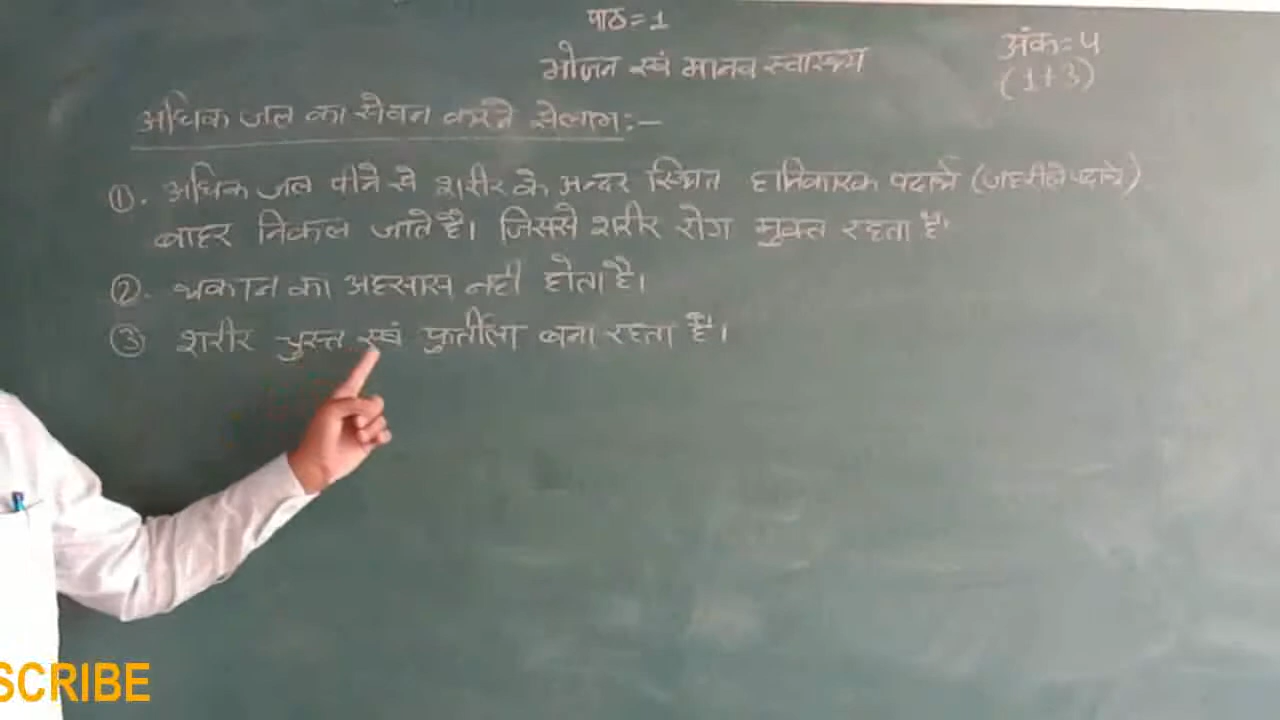 पाठ=1
भोजन एवं मानव स्वास्थ्य
अंक=4
(1+3)
अधिक जल का सेवन करने से लाभ:-
①. अधिक जल पीने से शरीर के अन्दर स्थित हानिकारक पदार्थ (जहरीले पदार्थ)
बाहर निकल जाते है। जिससे शरीर रोग मुक्त रहता है।
②. थकान का अहसास नही होता है।
③ शरीर चुस्त एवं फुर्तीला बना रहता है।
SCRIBE